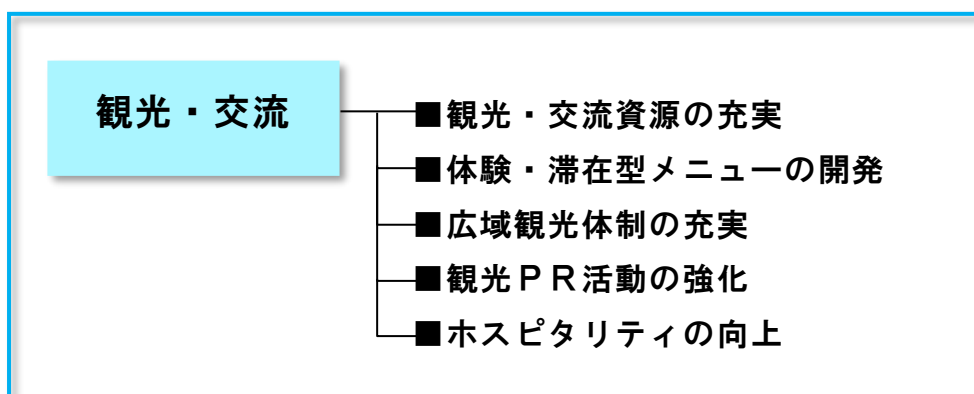 観光・交流
■観光・交流資源の充実
■体験・滞在型メニューの開発
■広域観光体制の充実
■観光ＰＲ活動の強化
■ホスピタリティの向上